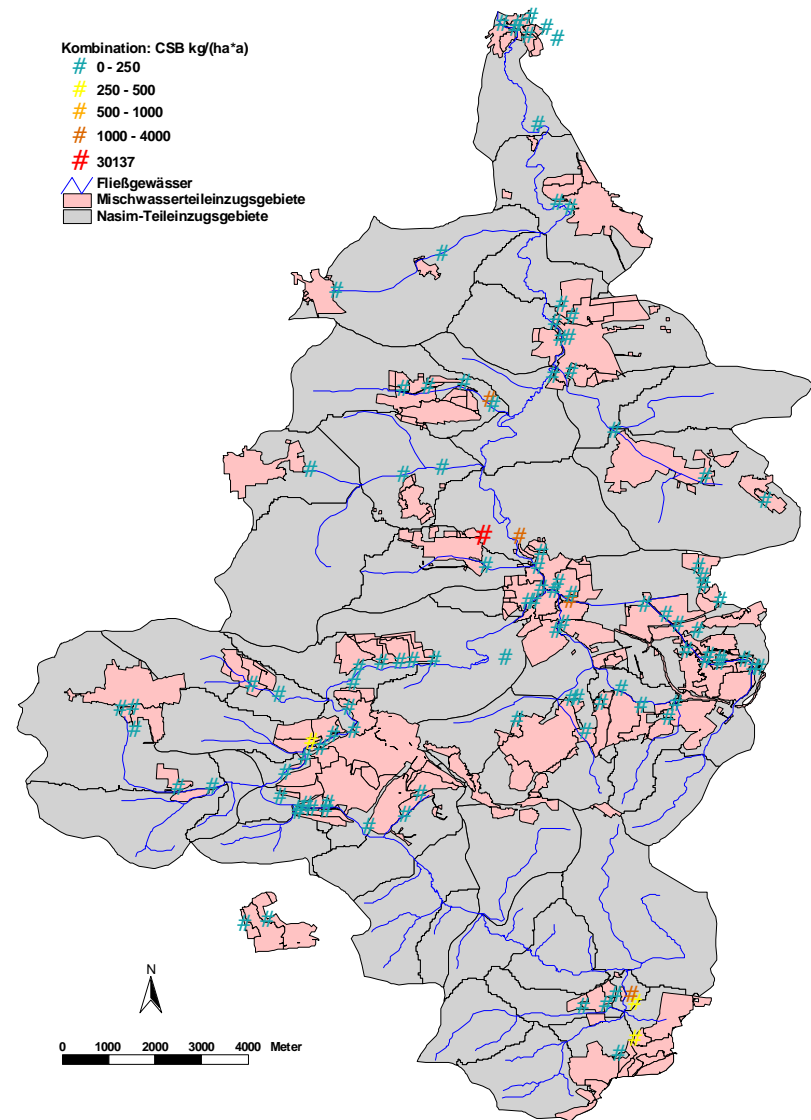 Kombination: CSB kg/(ha*a)
# 0 - 250
# 250 - 500
# 500 - 1000
# 1000 - 4000
# 30137
Fließgewässer
Mischwasserteileinzugsgebiete
Nasim-Teileinzugsgebiete
N
0 1000 2000 3000 4000 Meter